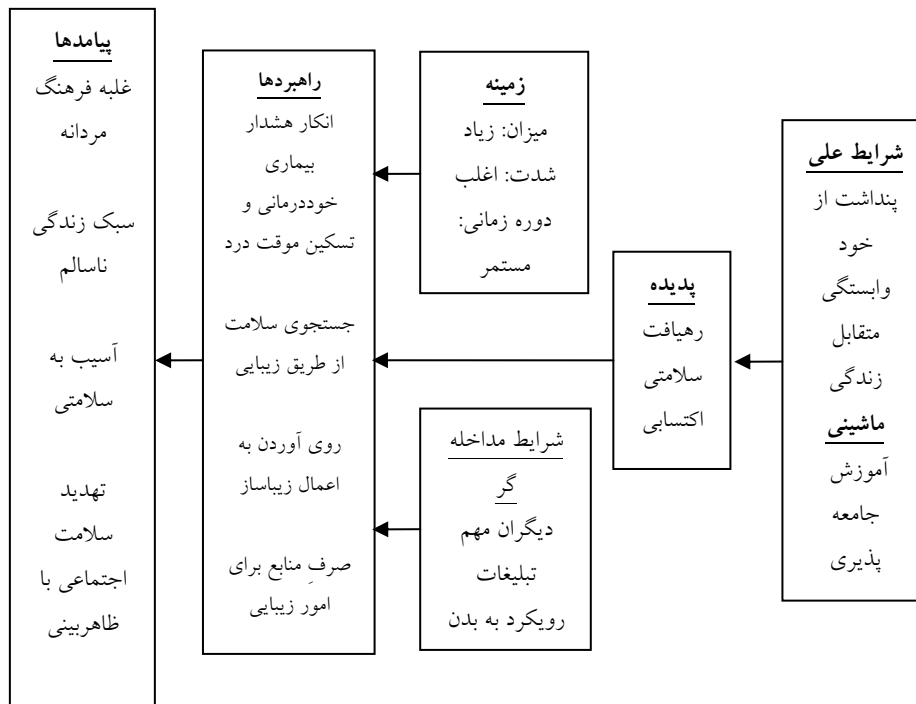 شرایط علی
پنداشت از
خود
وابستگی
متقابل
زندگی
ماشینی
آموزش
جامعه
پذیری
پدیده
رهیافت
سلامتی
اکتسابی
زمینه
میزان: زیاد
شدت: اغلب
دوره زمانی:
مستمر
شرایط مداخله
گر
دیگران مهم
تبلیغات
رویکرد به بدن
راهبردها
انکار هشدار
بیماری
خوددرمانی و
تسکین موقت درد
جستجوی سلامت
از طریق زیبایی
روی آوردن به
اعمال زیباساز
صرفِ منابع برای
امور زیبایی
پیامدها
غلبه فرهنگ
مردانه
سبک زندگی
ناسالم
آسیب به
سلامتی
تهدید
سلامت
اجتماعی با
ظاهربینی